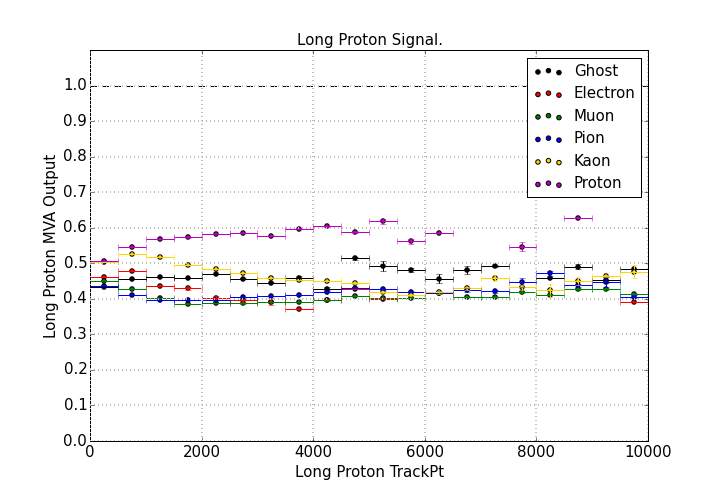 Long Proton Signal.
Long Proton MVA Output
1.0
0.9
0.8
0.7
0.6
0.5
0.4
0.3
0.2
0.1
0.0
Ghost
Electron
Muon
Pion
Kaon
Proton
0 2000 4000 6000 8000 10000
Long Proton TrackPt